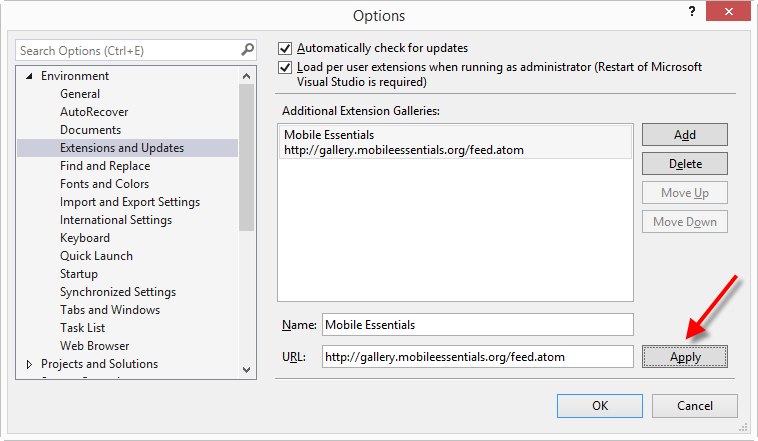 Options
?
Search Options (Ctrl+E)
Environment
General
AutoRecover
Documents
Extensions and Updates
Find and Replace
Fonts and Colors
Import and Export Settings
International Settings
Keyboard
Quick Launch
Startup
Synchronized Settings
Tabs and Windows
Task List
Web Browser
Projects and Solutions
Automatically check for updates
Load per user extensions when running as administrator (Restart of Microsoft
Visual Studio is required)
Additional Extension Galleries:
Mobile Essentials
http://gallery.mobileessentials.org/feed.atom
Add
Delete
Move Up
Move Down
Name: Mobile Essentials
URL: http://gallery.mobileessentials.org/feed.atom
Apply
OK
Cancel